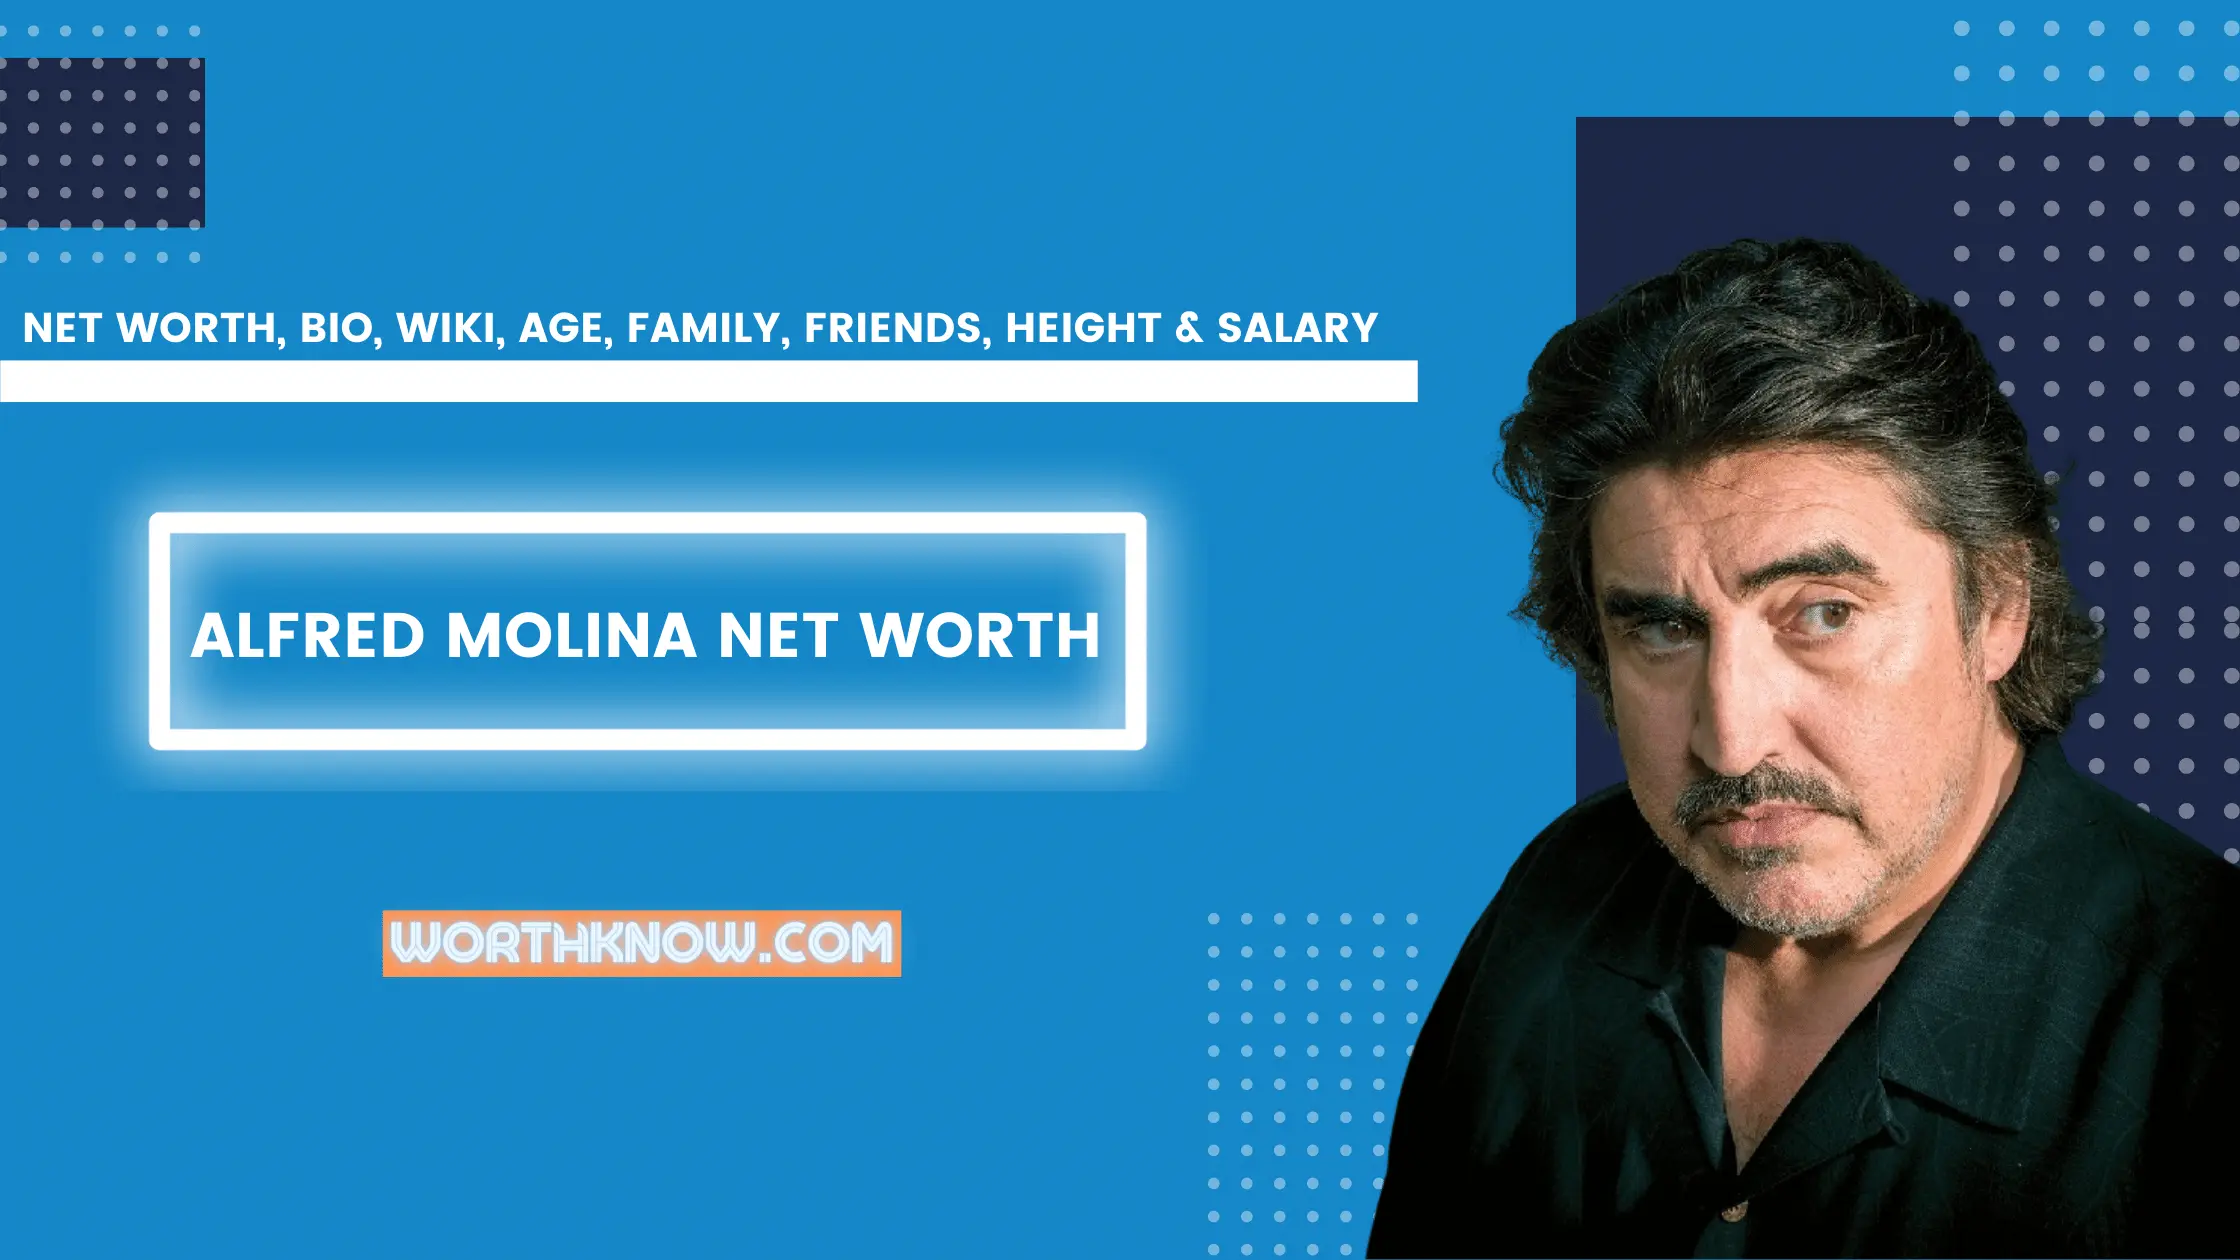 NET WORTH, BIO, WIKI, AGE, FAMILY, FRIENDS, HEIGHT & SALARY
ALFRED MOLINA NET WORTH
WORTHKNOW.COM